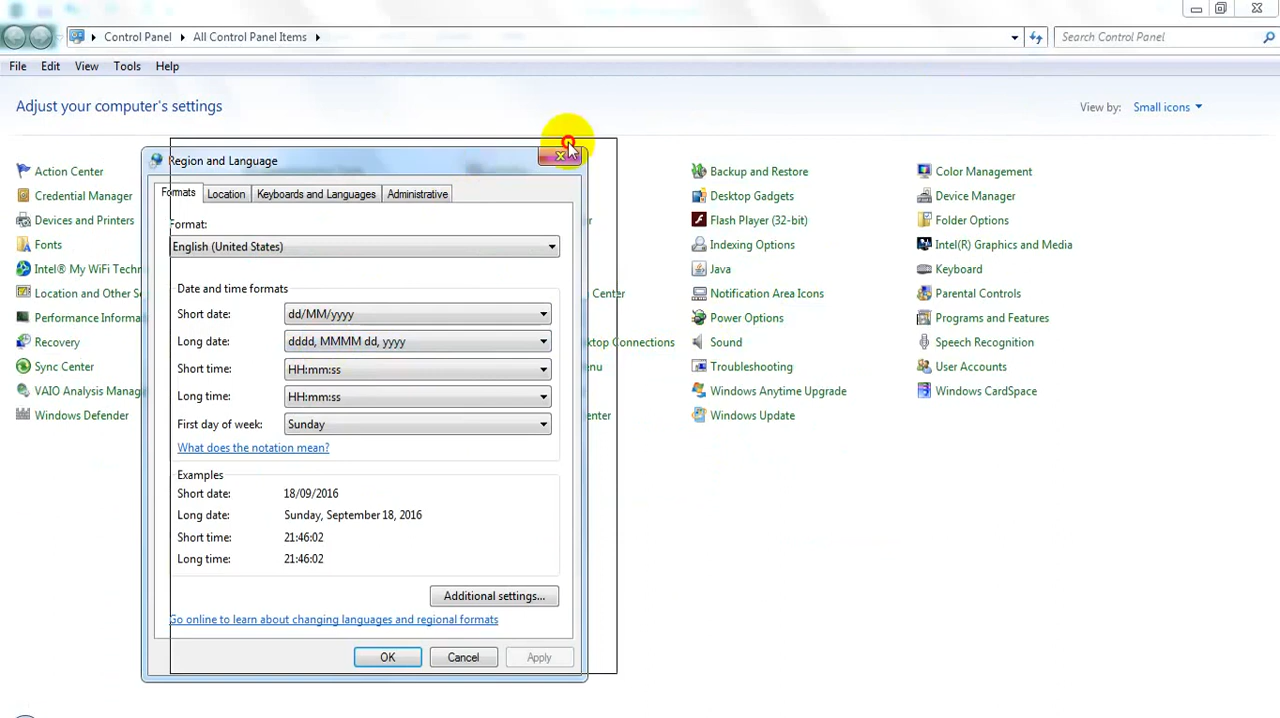 Control Panel
All Control Panel Items
Search Control Panel
File Edit View Tools Help
Adjust your computer's settings
View by: Small icons
Action Center
Credential Manager
Devices and Printers
Fonts
Intel® My WiFi Techn
Location and Other S
Performance Informa
Recovery
Sync Center
VAIO Analysis Manag
Windows Defender
Region and Language
Formats Location Keyboards and Languages Administrative
Format:
English (United States)
Date and time formats
Short date: dd/MM/yyyy
Long date: dddd, MMMM dd, yyyy
Short time: HH:mm:ss
Long time: HH:mm:ss
First day of week: Sunday
What does the notation mean?
Examples
Short date: 18/09/2016
Long date: Sunday, September 18, 2016
Short time: 21:46:02
Long time: 21:46:02
Additional settings...
Go online to learn about changing languages and regional formats
OK Cancel Apply
Center
ktop Connections
enu
enter
Backup and Restore
Desktop Gadgets
Flash Player (32-bit)
Indexing Options
Java
Notification Area Icons
Power Options
Sound
Troubleshooting
Windows Anytime Upgrade
Windows Update
Color Management
Device Manager
Folder Options
Intel(R) Graphics and Media
Keyboard
Parental Controls
Programs and Features
Speech Recognition
User Accounts
Windows CardSpace